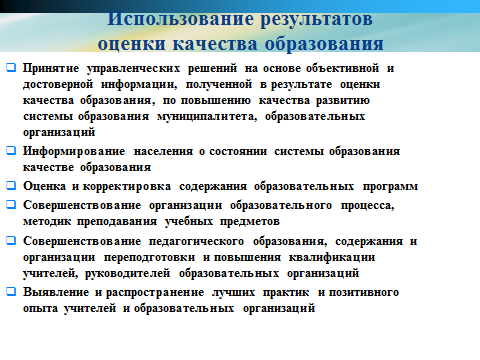 Использование результатов
оценки качества образования
Принятие управленческих решений на основе объективной и
достоверной информации, полученной в результате оценки
качества образования, по повышению качества развитию
системы образования муниципалитета, образовательных
организаций
Информирование населения о состоянии системы образования
качестве образования
Оценка и корректировка содержания образовательных программ
Совершенствование организации образовательного процесса,
методик преподавания учебных предметов
Совершенствование педагогического образования, содержания и
организации переподготовки и повышения квалификации
учителей, руководителей образовательных организаций
Выявление и распространение лучших практик и позитивного
опыта учителей и образовательных организаций